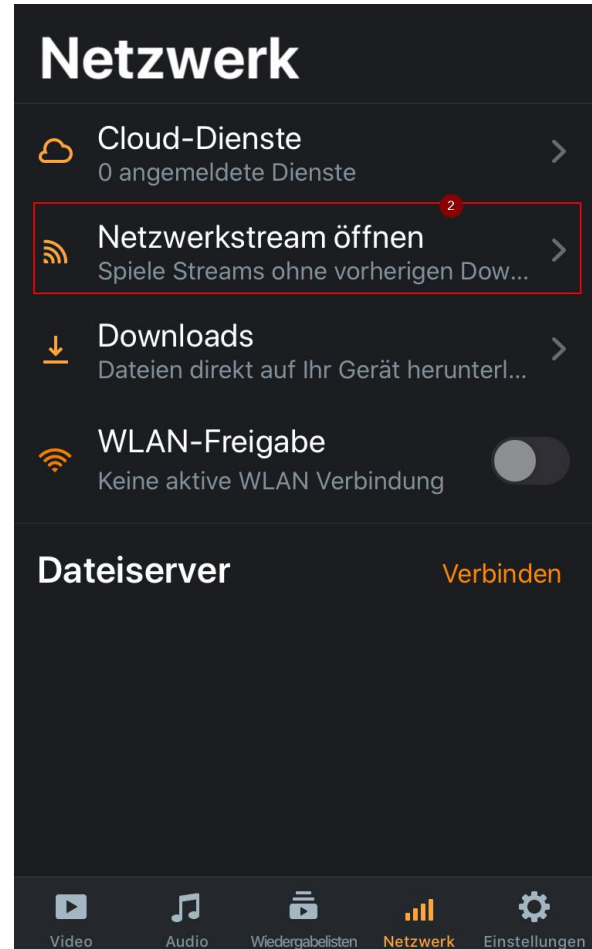 Netzwerk
Cloud-Dienste
0 angemeldete Dienste
2
Netzwerkstream öffnen
Spiele Streams ohne vorherigen Dow...
Downloads
Dateien direkt auf Ihr Gerät herunterl...
WLAN-Freigabe
Keine aktive WLAN Verbindung
Dateiserver Verbinden
Video Audio Wiedergabelisten Netzwerk Einstellungen